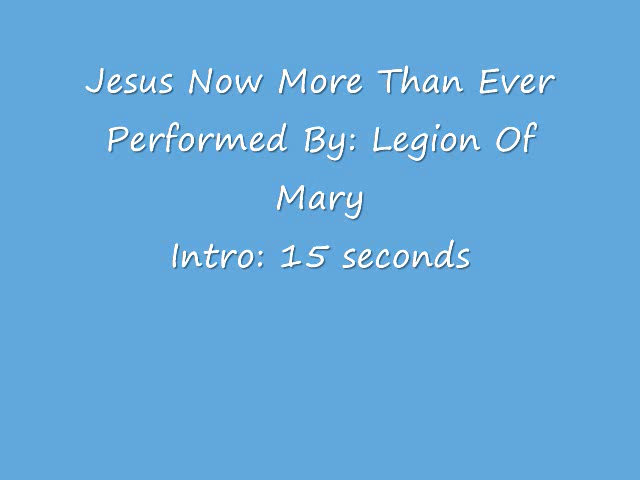 Jesus Now More Than Ever
Performed By: Legion Of
Mary
Intro: 15 seconds